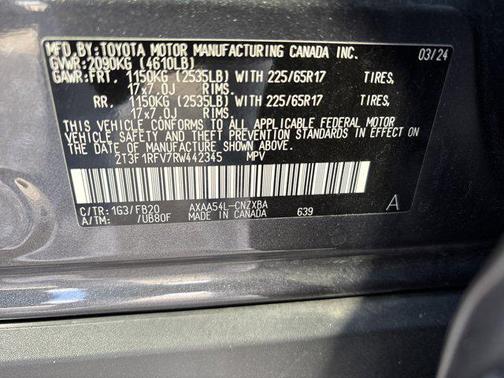 MFD.BY:TOYOTA MOTOR MANUFACTURING CANADA INC. 03/24
GVWR:2090KG (4610LB)
GAWR:FRT. 1150KG (2535LB) WITH 225/65R17 TIRES,
17x7.0J RIMS.
RR. 1150KG (2535LB) WITH 225/65R17 TIRES,
17x7.0J RIMS.
THIS VEHICLE CONFORMS TO ALL APPLICABLE FEDERAL MOTOR
VEHICLE SAFETY AND THEFT PREVENTION STANDARDS IN EFFECT ON
THE DATE OF MANUFACTURE SHOWN ABOVE.
2T3F1RFV7RW442345 MPV
C/TR: 1G3/FB20 AXAA54L-CNZXBA A
A/TM: /UB80F MADE IN CANADA 639